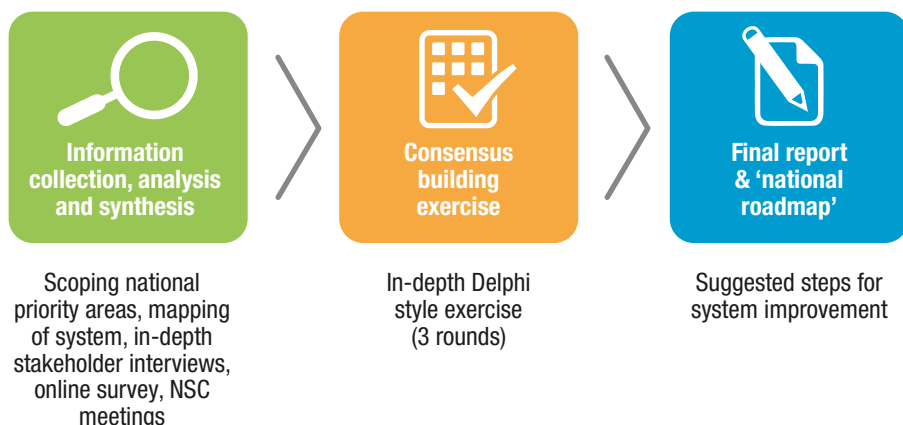 Information
collection, analysis
and synthesis
Scoping national
priority areas, mapping
of system, in-depth
stakeholder interviews,
online survey, NSC
meetings
Consensus
building
exercise
In-depth Delphi
style exercise
(3 rounds)
Final report
& ‘national
roadmap’
Suggested steps for
system improvement